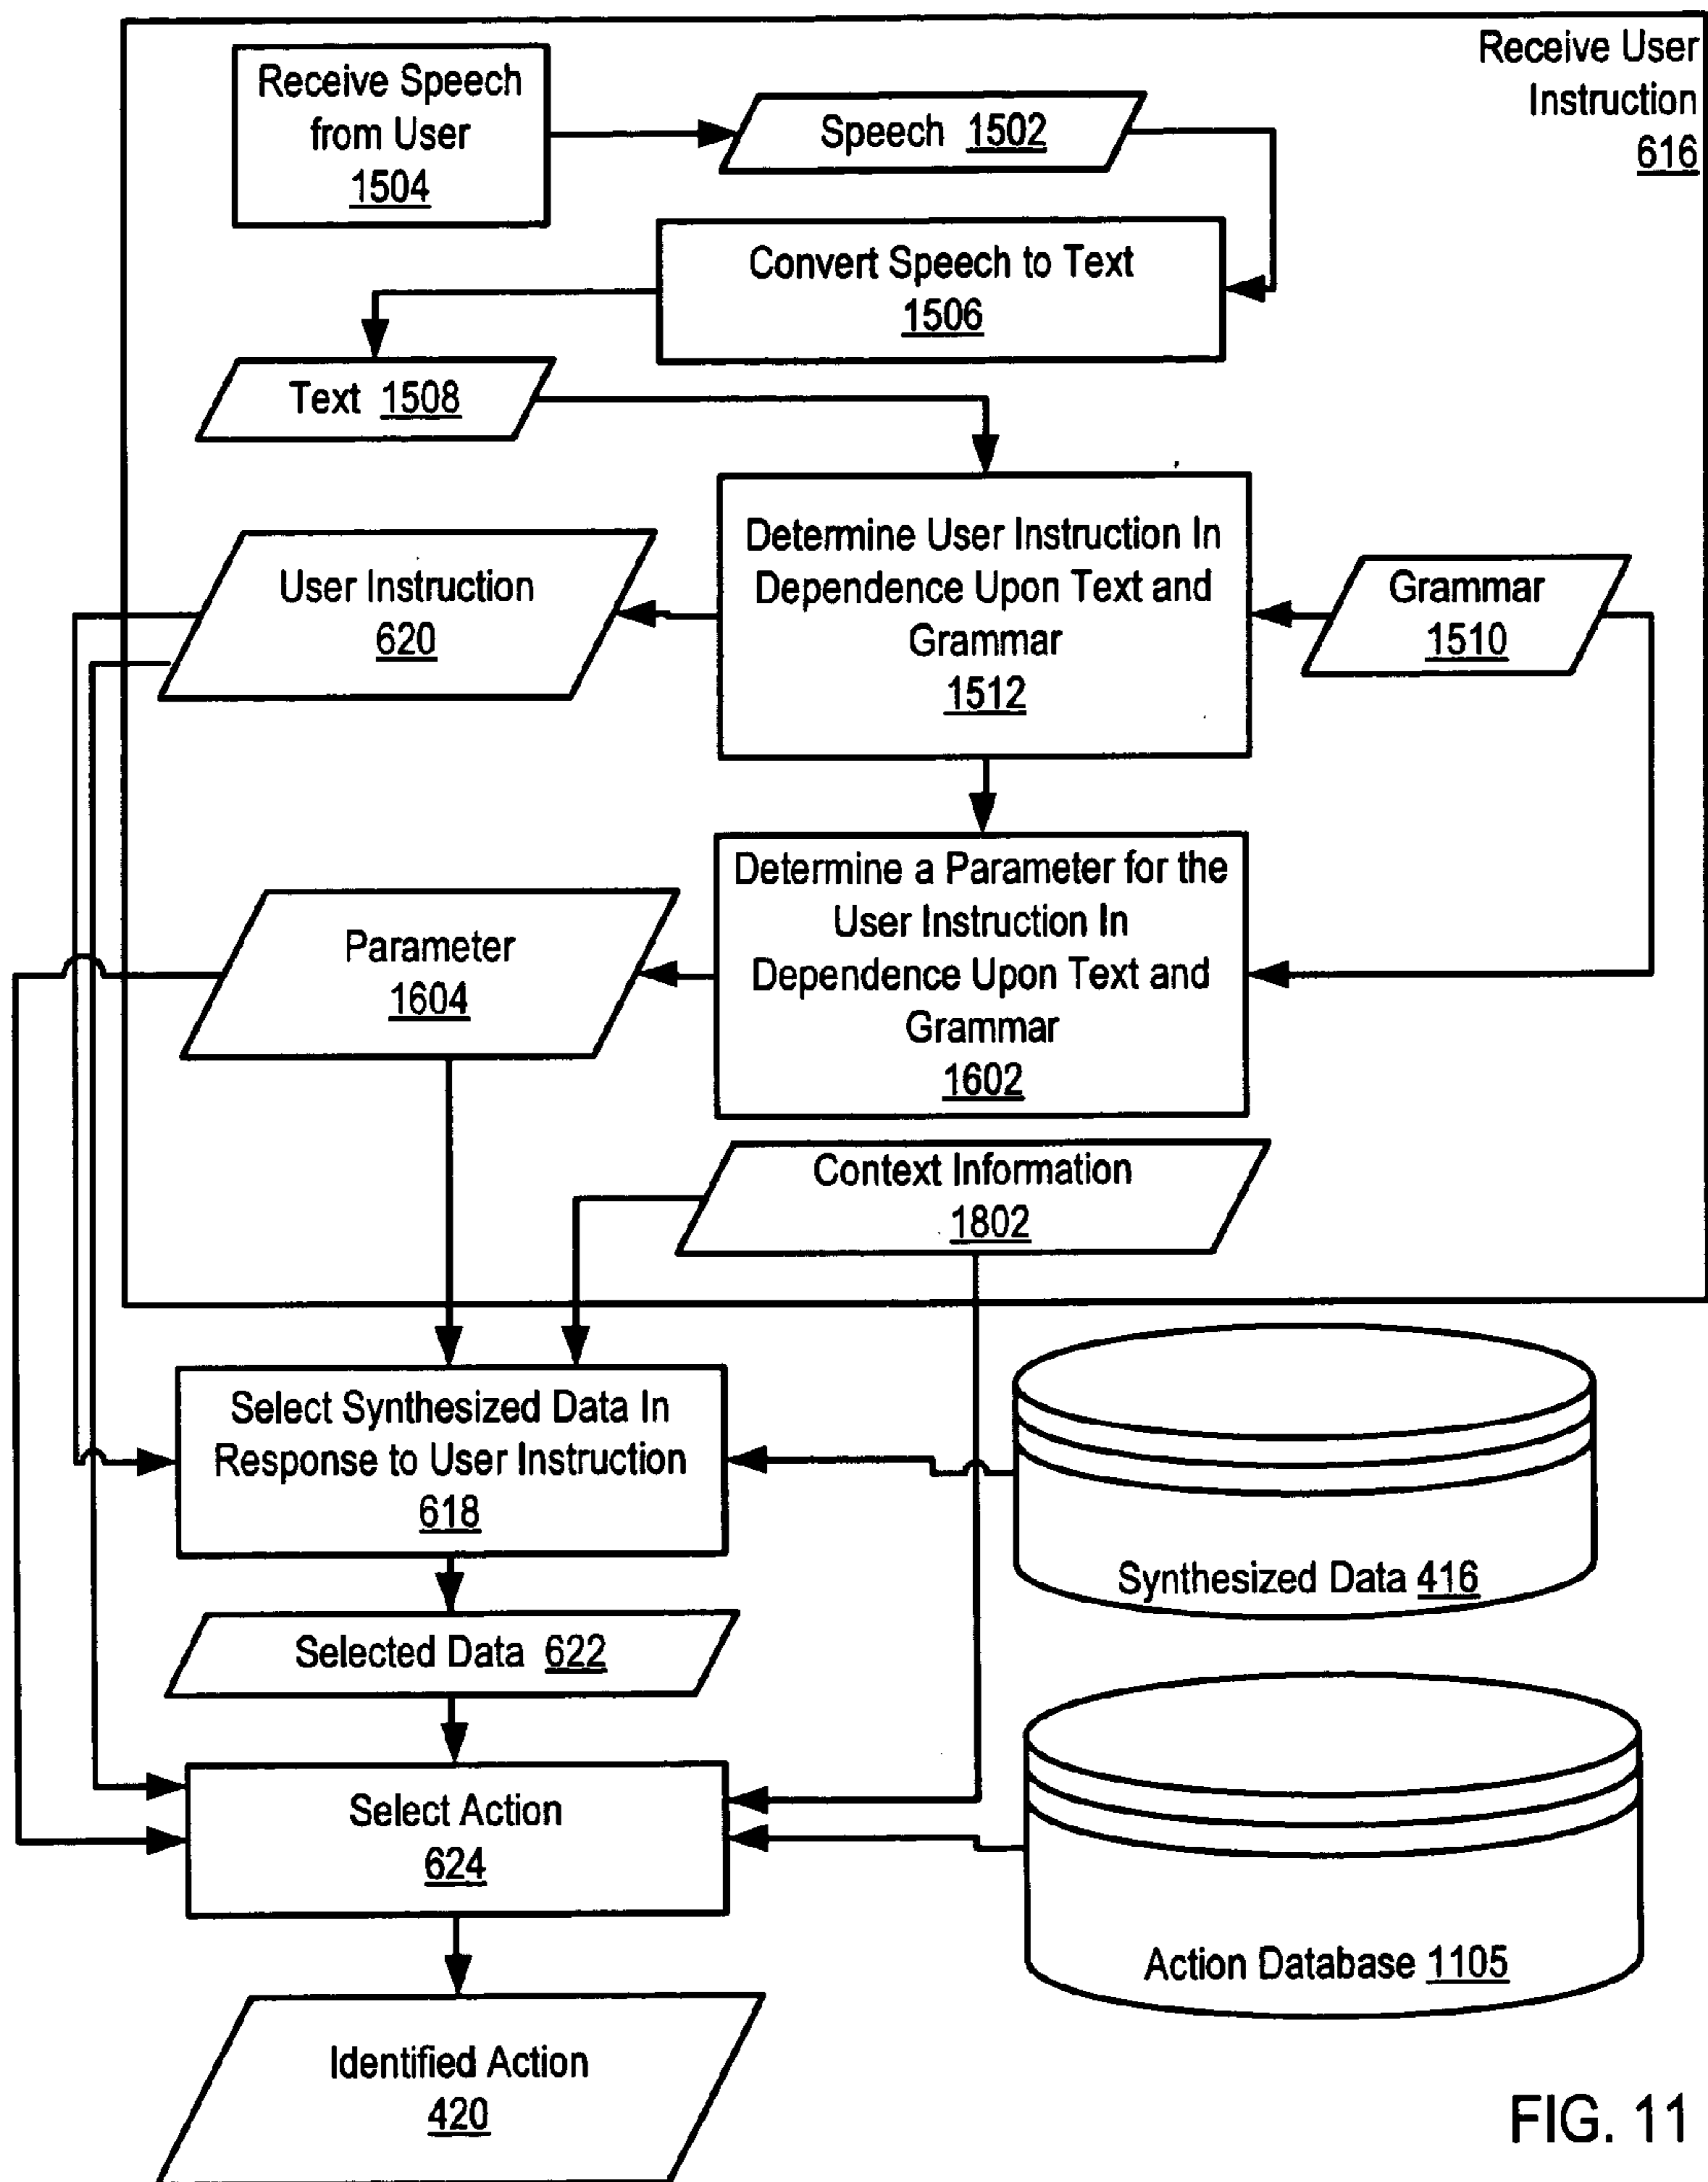 Receive User
Instruction
616
Receive Speech
from User
1504
Speech 1502
Convert Speech to Text
1506
Text 1508
Determine User Instruction In
Dependence Upon Text and
Grammar
1512
User Instruction
620
Grammar
1510
Determine a Parameter for the
User Instruction In
Dependence Upon Text and
Grammar
1602
Parameter
1604
Context Information
1802
Select Synthesized Data In
Response to User Instruction
618
Synthesized Data 416
Selected Data 622
Select Action
624
Action Database 1105
Identified Action
420
FIG. 11